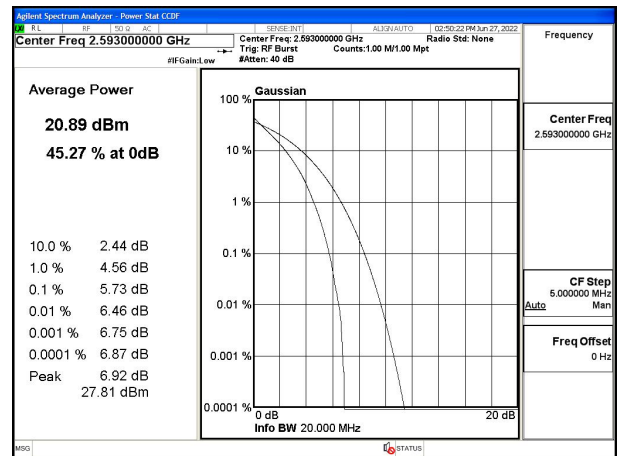 Agilent Spectrum Analyzer - Power Stat CCDF
RL RF 50 Ω AC SENSE:INT ALIGN AUTO 02:50:22 PM Jun 27, 2022
Center Freq 2.593000000 GHz
Center Freq: 2.593000000 GHz Radio Std: None
Trig: RF Burst Counts:1.00 M/1.00 Mpt
#IFGain:Low #Atten: 40 dB
Frequency
Average Power
20.89 dBm
45.27 % at 0dB
10.0 % 2.44 dB
1.0 % 4.56 dB
0.1 % 5.73 dB
0.01 % 6.46 dB
0.001 % 6.75 dB
0.0001 % 6.87 dB
Peak 6.92 dB
27.81 dBm
Gaussian
100 %
10 %
1 %
0.1 %
0.01 %
0.001 %
0.0001 %
0 dB 20 dB
Info BW 20.000 MHz
Center Freq
2.593000000 GHz
CF Step
5.000000 MHz
Auto Man
Freq Offset
0 Hz
MSG STATUS